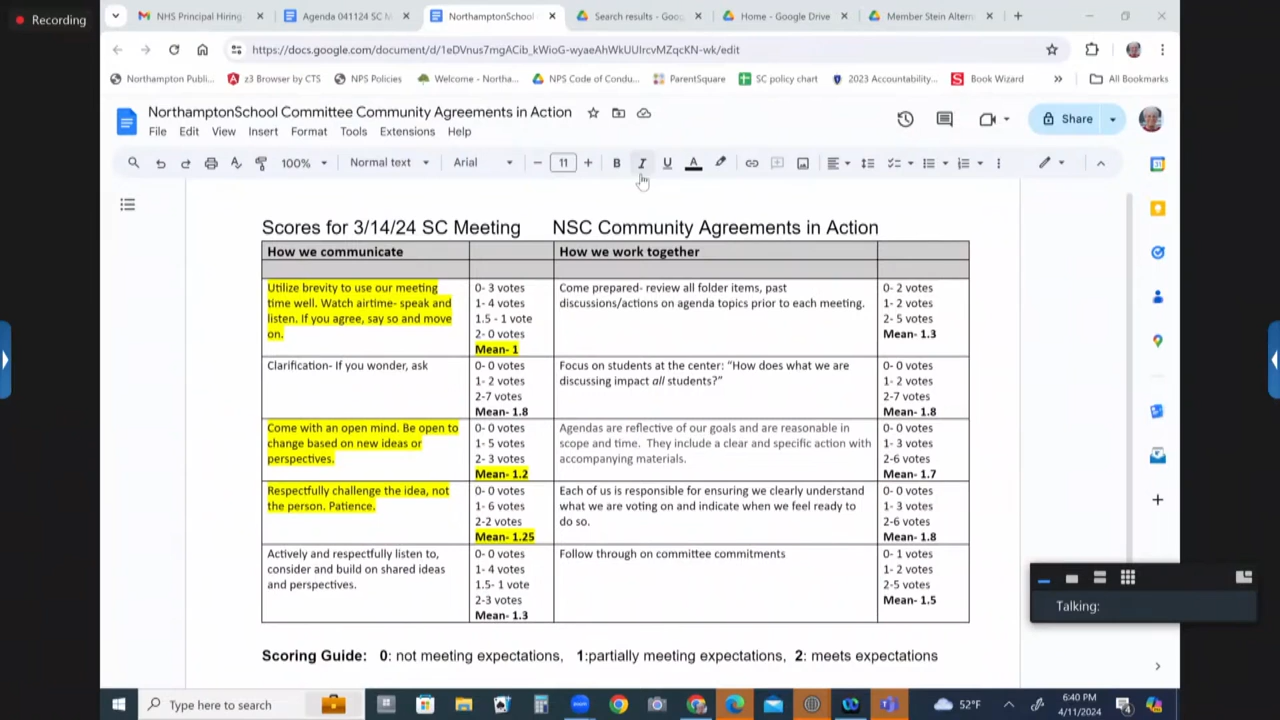 Recording
NHS Principal Hiring
Agenda 041124 SC M
NorthamptonSchool
Search results - Goo
Home - Google Drive
Member Stein Altern
https://docs.google.com/document/d/1eDVnus7mgACib_kWioG-wyaeAhWkUUIrcvMZqcKN-wk/edit
Northampton Publi...
z3 Browser by CTS
NPS Policies
Welcome - Northa...
NPS Code of Condu...
ParentSquare
SC policy chart
2023 Accountability...
Book Wizard
All Bookmarks
NorthamptonSchool Committee Community Agreements in Action
File Edit View Insert Format Tools Extensions Help
Share
100% Normal text Arial 11 B I U A
Scores for 3/14/24 SC Meeting NSC Community Agreements in Action
How we communicate
How we work together
Utilize brevity to use our meeting
time well. Watch airtime- speak and
listen. If you agree, say so and move
on.
0- 3 votes
1- 4 votes
1.5 - 1 vote
2- 0 votes
Mean- 1
Come prepared- review all folder items, past
discussions/actions on agenda topics prior to each meeting.
0- 2 votes
1- 2 votes
2- 5 votes
Mean- 1.3
Clarification- If you wonder, ask
0- 0 votes
1- 2 votes
2-7 votes
Mean- 1.8
Focus on students at the center: “How does what we are
discussing impact all students?”
0- 0 votes
1- 2 votes
2-7 votes
Mean- 1.8
Come with an open mind. Be open to
change based on new ideas or
perspectives.
0- 0 votes
1- 5 votes
2- 3 votes
Mean- 1.2
Agendas are reflective of our goals and are reasonable in
scope and time. They include a clear and specific action with
accompanying materials.
0- 0 votes
1- 3 votes
2-6 votes
Mean- 1.7
Respectfully challenge the idea, not
the person. Patience.
0- 0 votes
1- 6 votes
2-2 votes
Mean- 1.25
Each of us is responsible for ensuring we clearly understand
what we are voting on and indicate when we feel ready to
do so.
0- 0 votes
1- 3 votes
2-6 votes
Mean- 1.8
Actively and respectfully listen to,
consider and build on shared ideas
and perspectives.
0- 0 votes
1- 4 votes
1.5- 1 vote
2-3 votes
Mean- 1.3
Follow through on committee commitments
0- 1 votes
1- 2 votes
2-5 votes
Mean- 1.5
Scoring Guide: 0: not meeting expectations, 1:partially meeting expectations, 2: meets expectations
Talking:
Type here to search
52°F
6:40 PM
4/11/2024